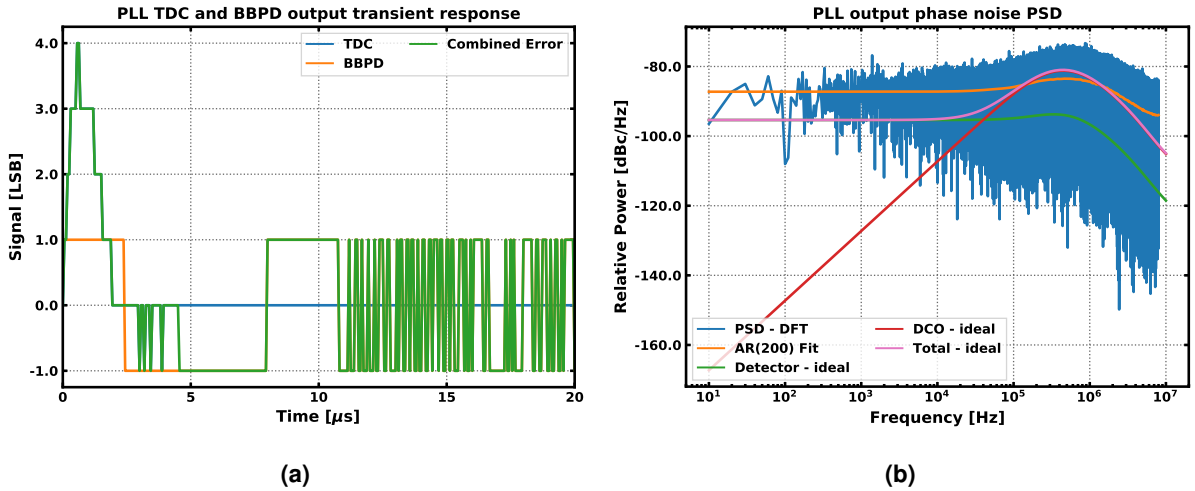 PLL TDC and BBPD output transient response
Signal [LSB]
4.0
3.0
2.0
1.0
0.0
-1.0
TDC
BBPD
Combined Error
0
5
10
15
20
Time [μs]
(a)
PLL output phase noise PSD
Relative Power [dBc/Hz]
-80.0
-100.0
-120.0
-140.0
-160.0
PSD - DFT
AR(200) Fit
Detector - ideal
DCO - ideal
Total - ideal
10¹
10²
10³
10⁴
10⁵
10⁶
10⁷
Frequency [Hz]
(b)